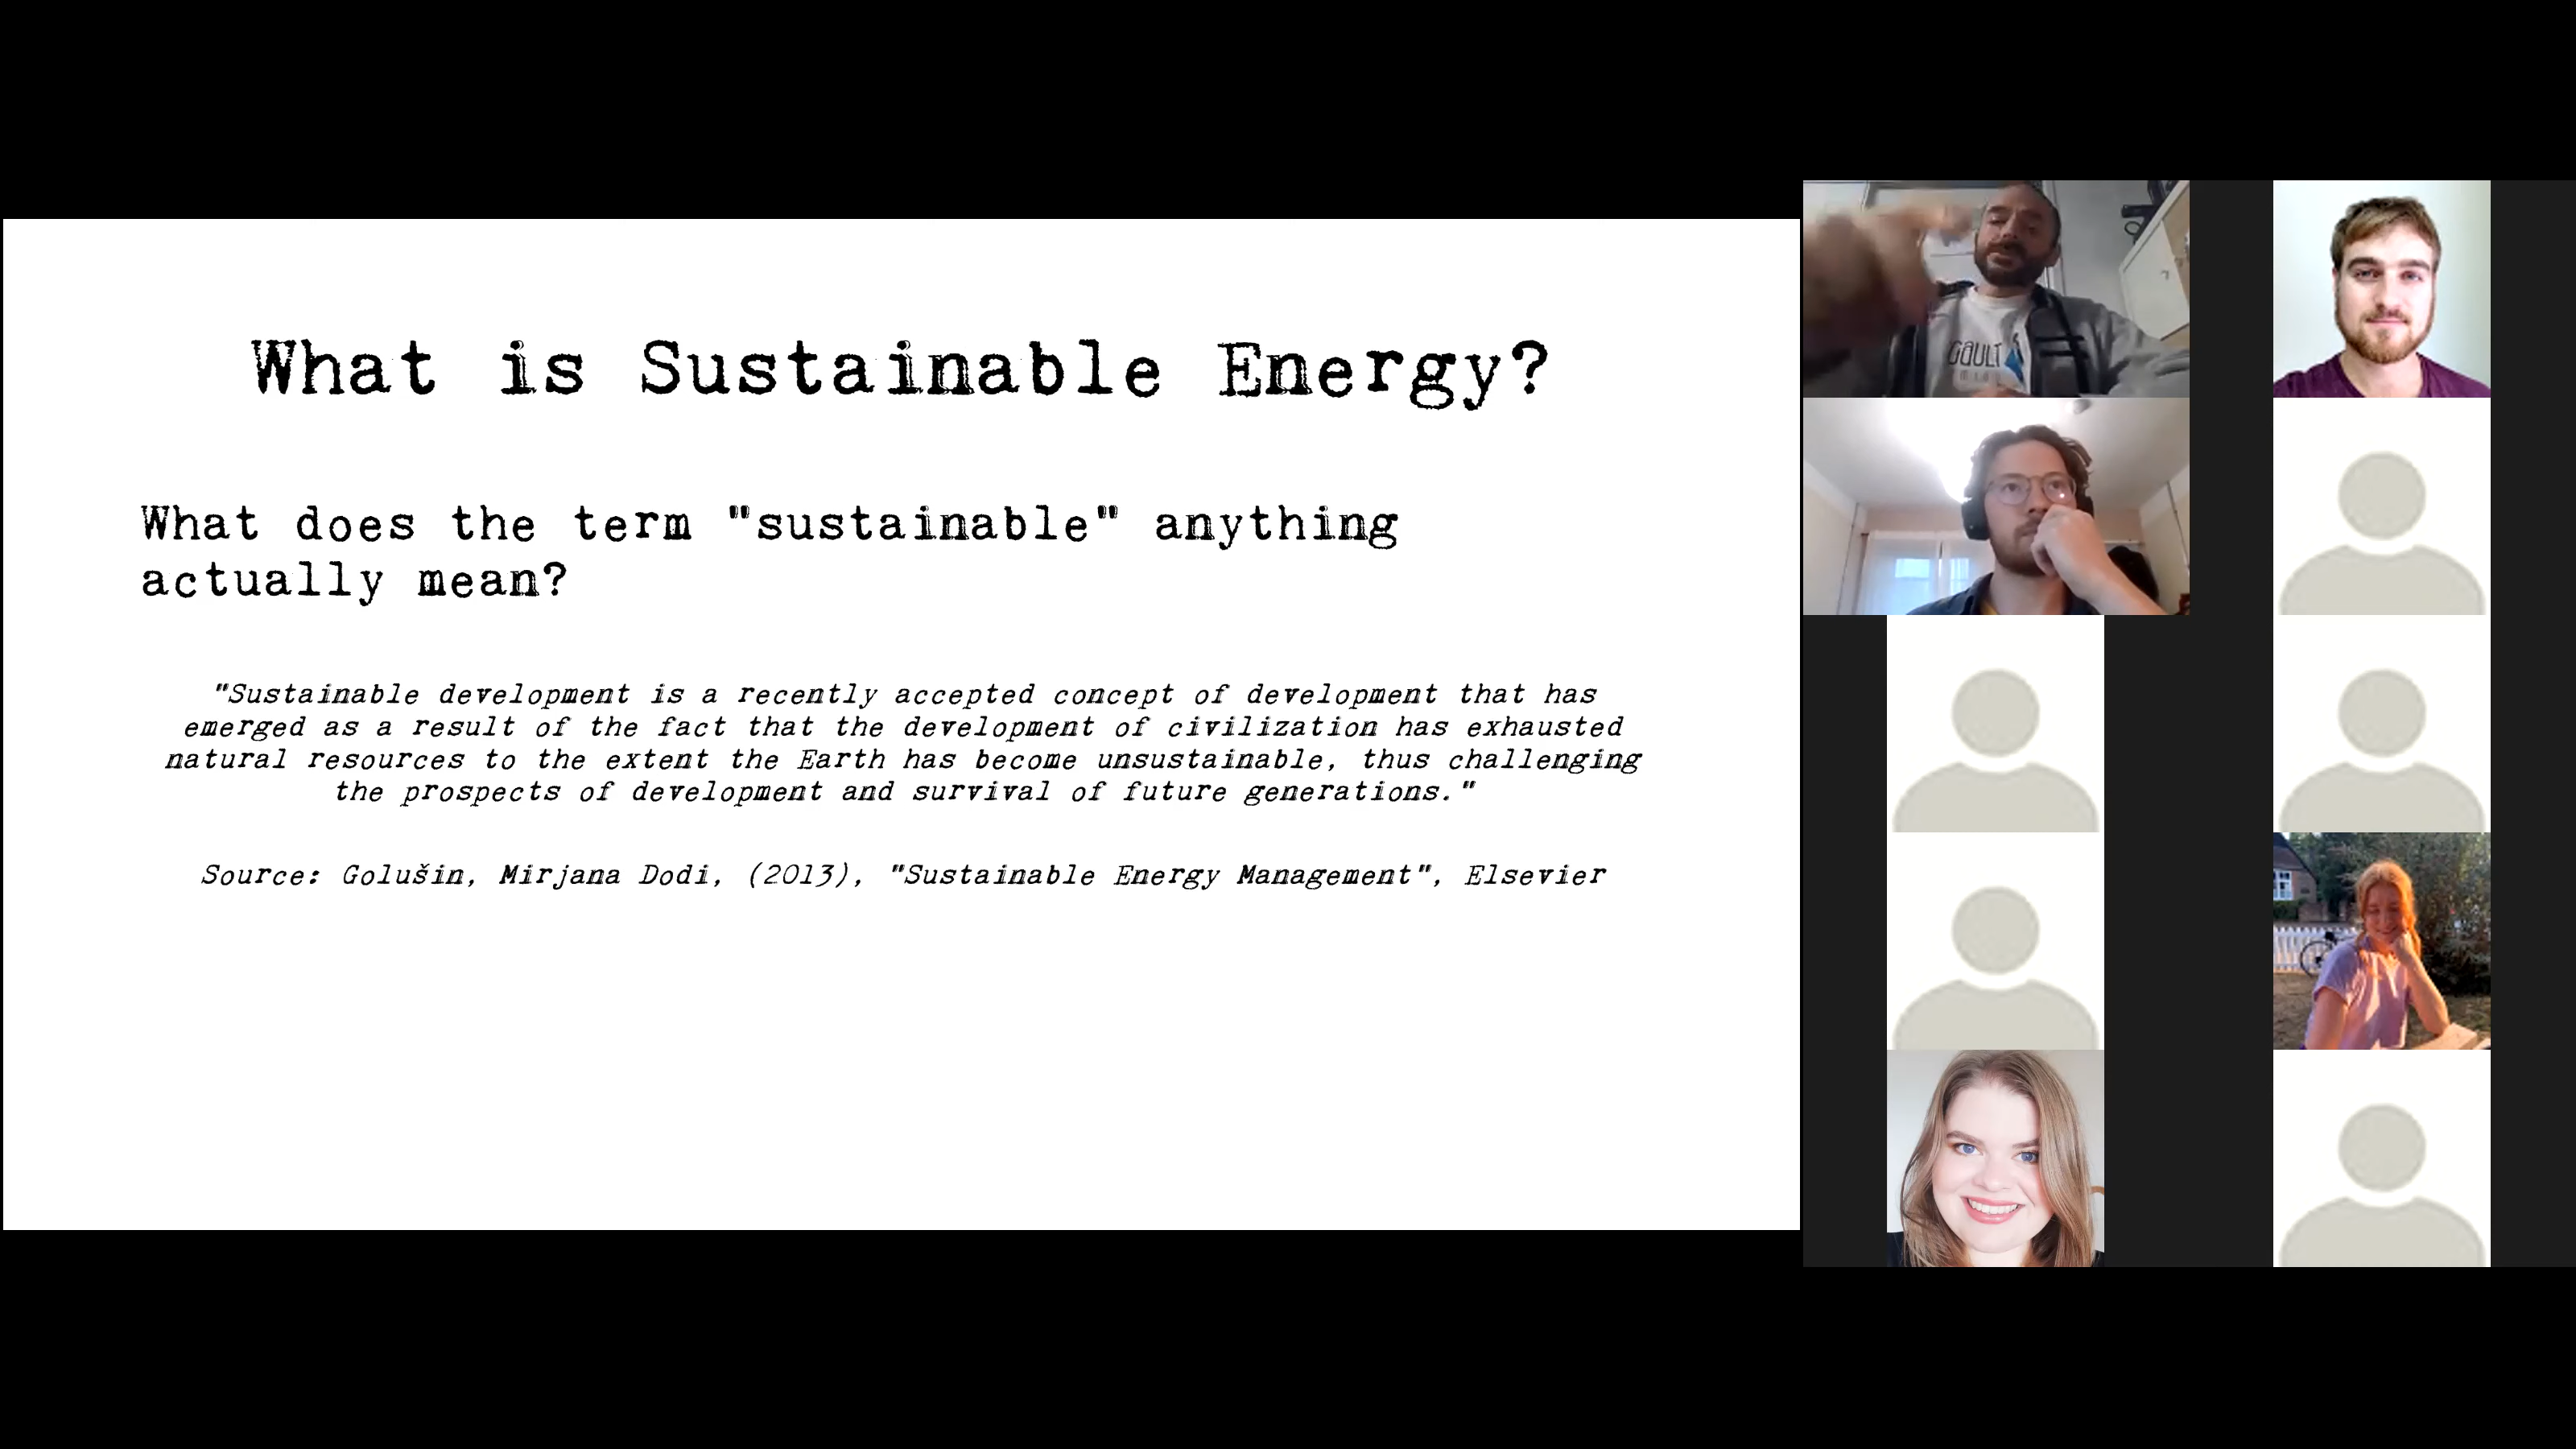 What is Sustainable Energy?
What does the term "sustainable" anything
actually mean?
"Sustainable development is a recently accepted concept of development that has
emerged as a result of the fact that the development of civilization has exhausted
natural resources to the extent the Earth has become unsustainable, thus challenging
the prospects of development and survival of future generations."
Source: Golušin, Mirjana Dodi, (2013), "Sustainable Energy Management", Elsevier
GAULT